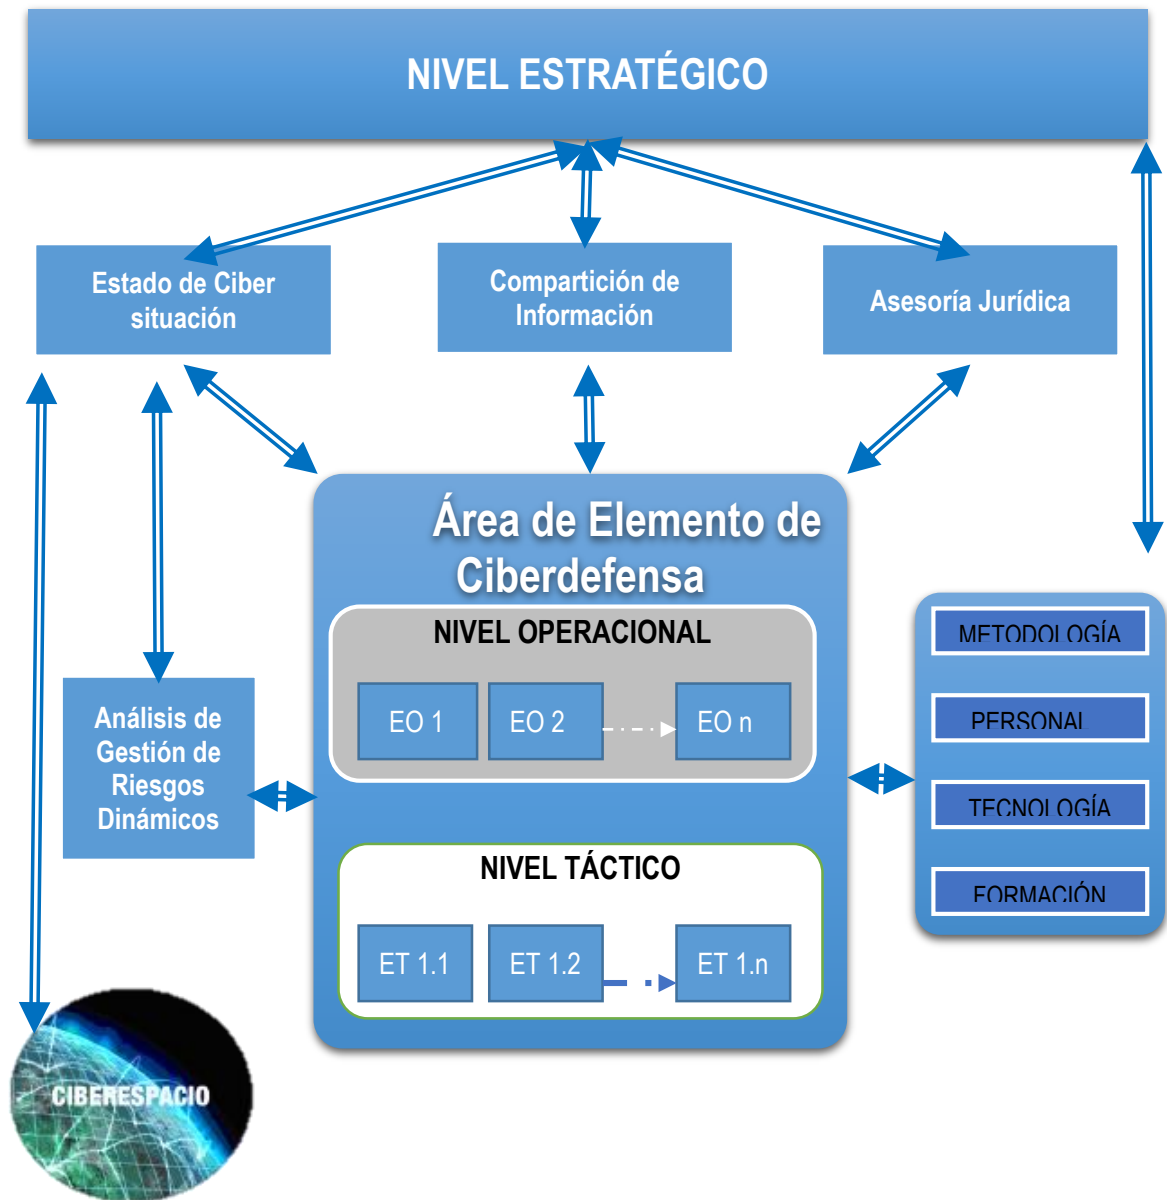 NIVEL ESTRATÉGICO
Estado de Ciber
situación
Compartición de
Información
Asesoría Jurídica
Área de Elemento de
Ciberdefensa
NIVEL OPERACIONAL
EO 1
EO 2
EO n
NIVEL TÁCTICO
ET 1.1
ET 1.2
ET 1.n
Análisis de
Gestión de
Riesgos
Dinámicos
METODOLOGÍA
PERSONAL
TECNOLOGÍA
FORMACIÓN
CIBERESPACIO